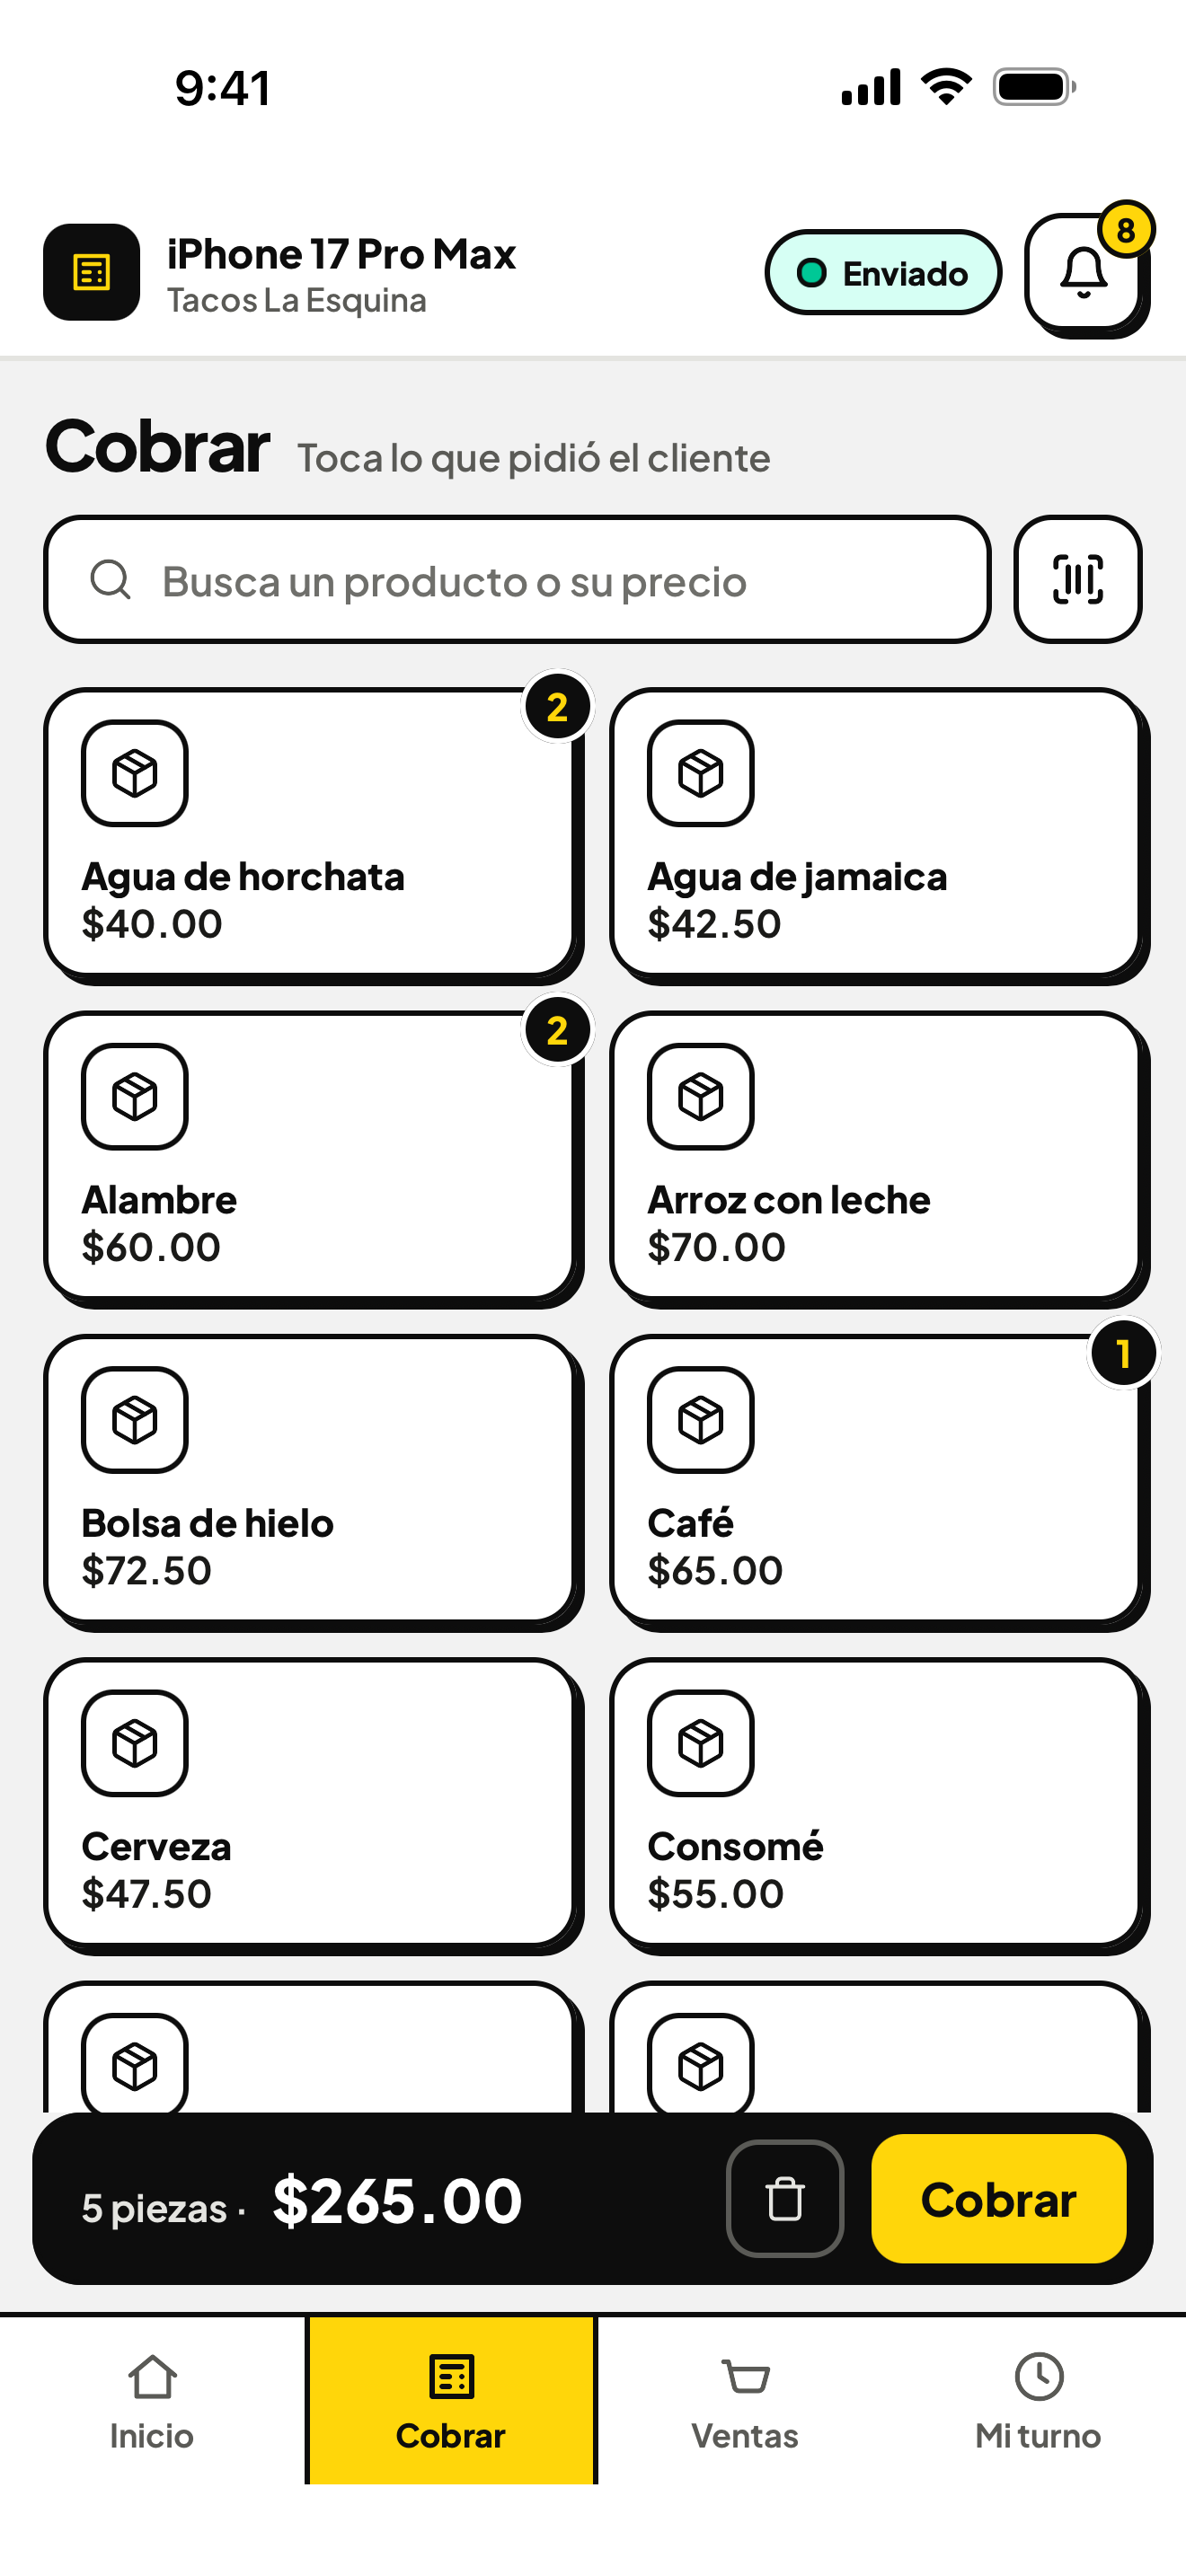 9:41
iPhone 17 Pro Max
Tacos La Esquina
Enviado
8
Cobrar
Toca lo que pidió el cliente
Busca un producto o su precio
2
Agua de horchata
$40.00
Agua de jamaica
$42.50
2
Alambre
$60.00
Arroz con leche
$70.00
Bolsa de hielo
$72.50
1
Café
$65.00
Cerveza
$47.50
Consomé
$55.00
5 piezas · $265.00
Cobrar
Inicio
Cobrar
Ventas
Mi turno